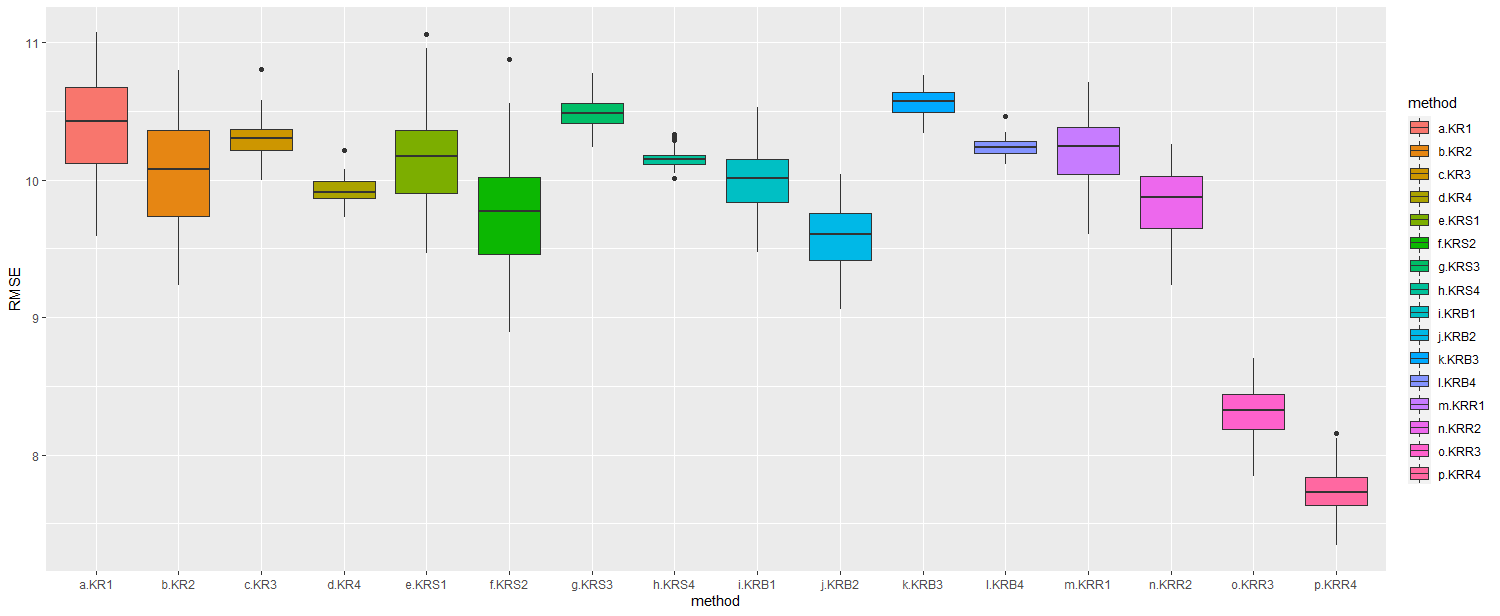 RMSE
11
10
9
8
a.KR1 b.KR2 c.KR3 d.KR4 e.KRS1 f.KRS2 g.KRS3 h.KRS4 i.KRB1 j.KRB2 k.KRB3 l.KRB4 m.KRR1 n.KRR2 o.KRR3 p.KRR4
method
method
a.KR1
b.KR2
c.KR3
d.KR4
e.KRS1
f.KRS2
g.KRS3
h.KRS4
i.KRB1
j.KRB2
k.KRB3
l.KRB4
m.KRR1
n.KRR2
o.KRR3
p.KRR4